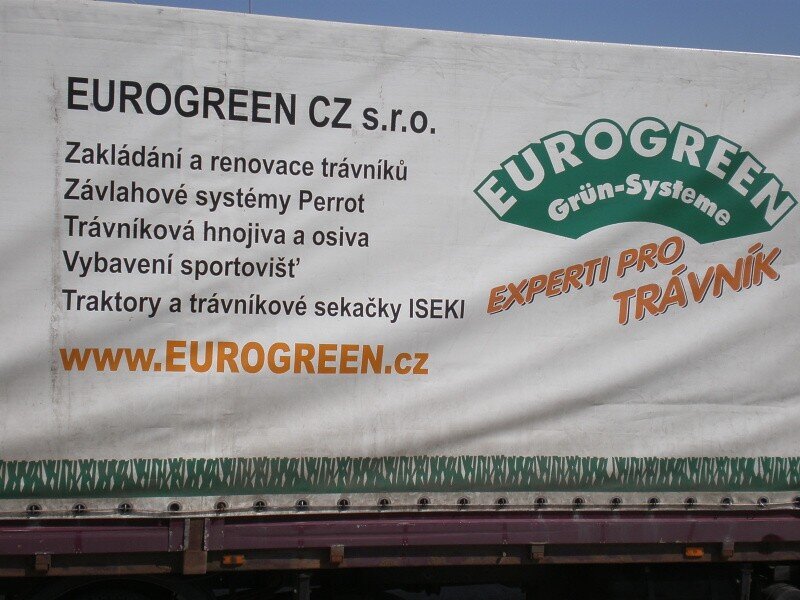 EUROGREEN CZ s.r.o.
Zakládání a renovace trávníků
Závlahové systémy Perrot
Trávníková hnojiva a osiva
Vybavení sportovišť
Traktory a trávníkové sekačky ISEKI
www.EUROGREEN.cz
EUROGREEN
Grün-Systeme
EXPERTI PRO
TRÁVNÍK